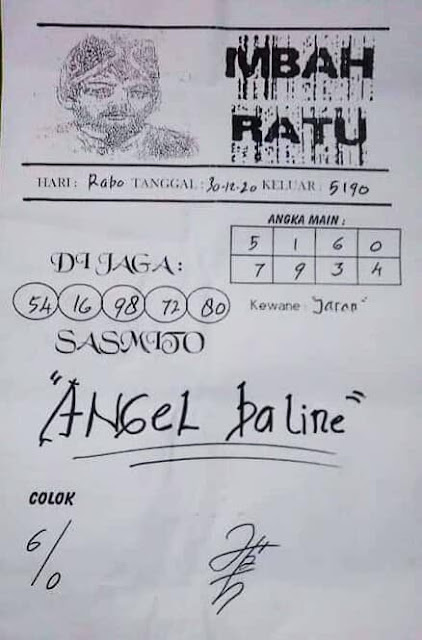 MBAH
RATU
HARI : Rabo TANGGAL : 30-12-20 KELUAR : 5190
ANGKA MAIN :
5 1 6 0
7 9 3 4
DI JAGA :
54 16 98 72 80
Kewane : "Jaran"
SASMITO
"ANGeL baline"
COLOK
6/0